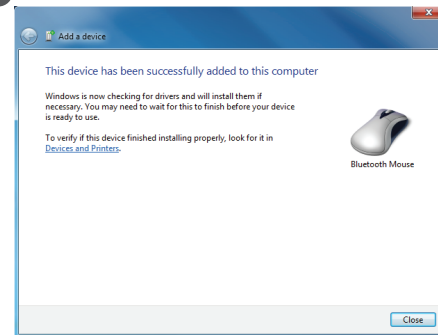 Add a device
This device has been successfully added to this computer
Windows is now checking for drivers and will install them if
necessary. You may need to wait for this to finish before your device
is ready to use.
To verify if this device finished installing properly, look for it in
Devices and Printers.
Bluetooth Mouse
Close